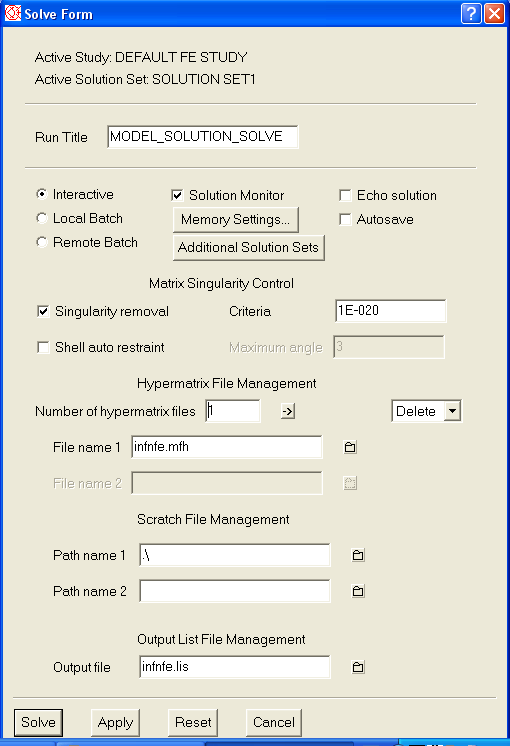 Solve Form
Active Study: DEFAULT FE STUDY
Active Solution Set: SOLUTION SET1
Run Title MODEL_SOLUTION_SOLVE
Interactive Solution Monitor Echo solution
Local Batch Memory Settings... Autosave
Remote Batch Additional Solution Sets
Matrix Singularity Control
Singularity removal Criteria 1E-020
Shell auto restraint Maximum angle 3
Hypermatrix File Management
Number of hypermatrix files 1 -> Delete
File name 1 infnfe.mfh
File name 2
Scratch File Management
Path name 1 .\
Path name 2
Output List File Management
Output file infnfe.lis
Solve Apply Reset Cancel